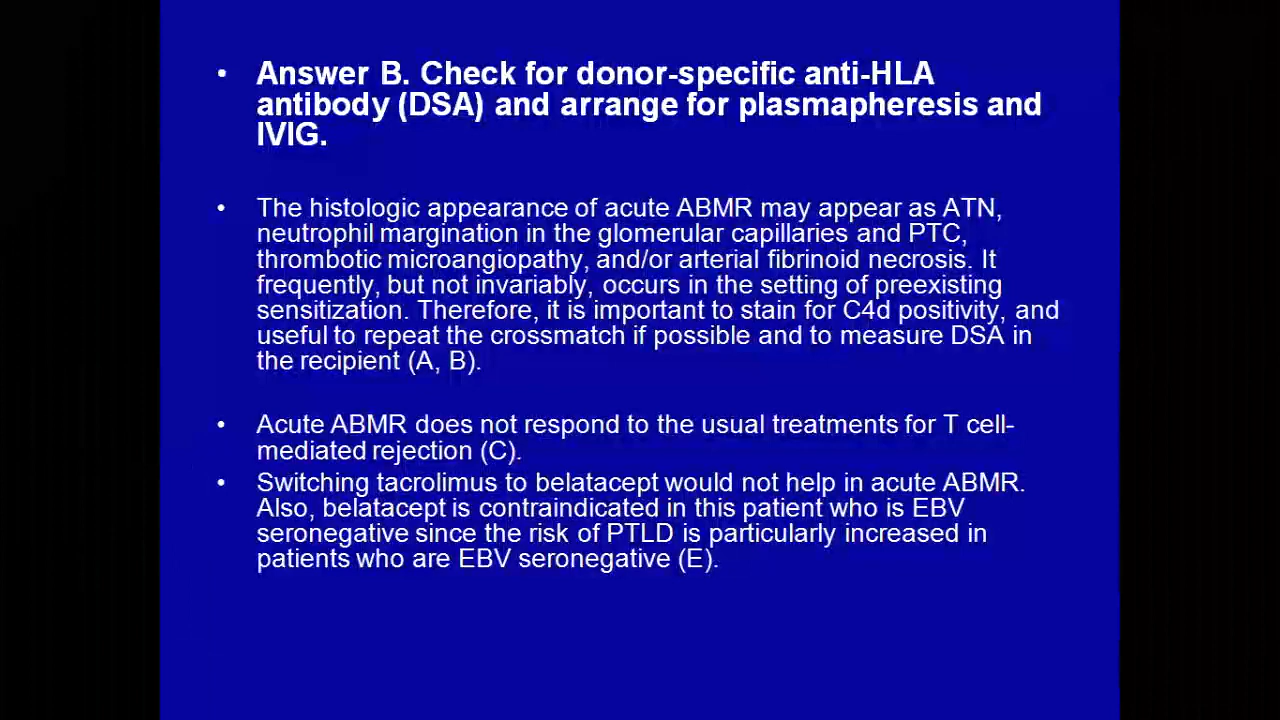 • Answer B. Check for donor-specific anti-HLA
antibody (DSA) and arrange for plasmapheresis and
IVIG.
• The histologic appearance of acute ABMR may appear as ATN,
neutrophil margination in the glomerular capillaries and PTC,
thrombotic microangiopathy, and/or arterial fibrinoid necrosis. It
frequently, but not invariably, occurs in the setting of preexisting
sensitization. Therefore, it is important to stain for C4d positivity, and
useful to repeat the crossmatch if possible and to measure DSA in
the recipient (A, B).
• Acute ABMR does not respond to the usual treatments for T cell-
mediated rejection (C).
• Switching tacrolimus to belatacept would not help in acute ABMR.
Also, belatacept is contraindicated in this patient who is EBV
seronegative since the risk of PTLD is particularly increased in
patients who are EBV seronegative (E).